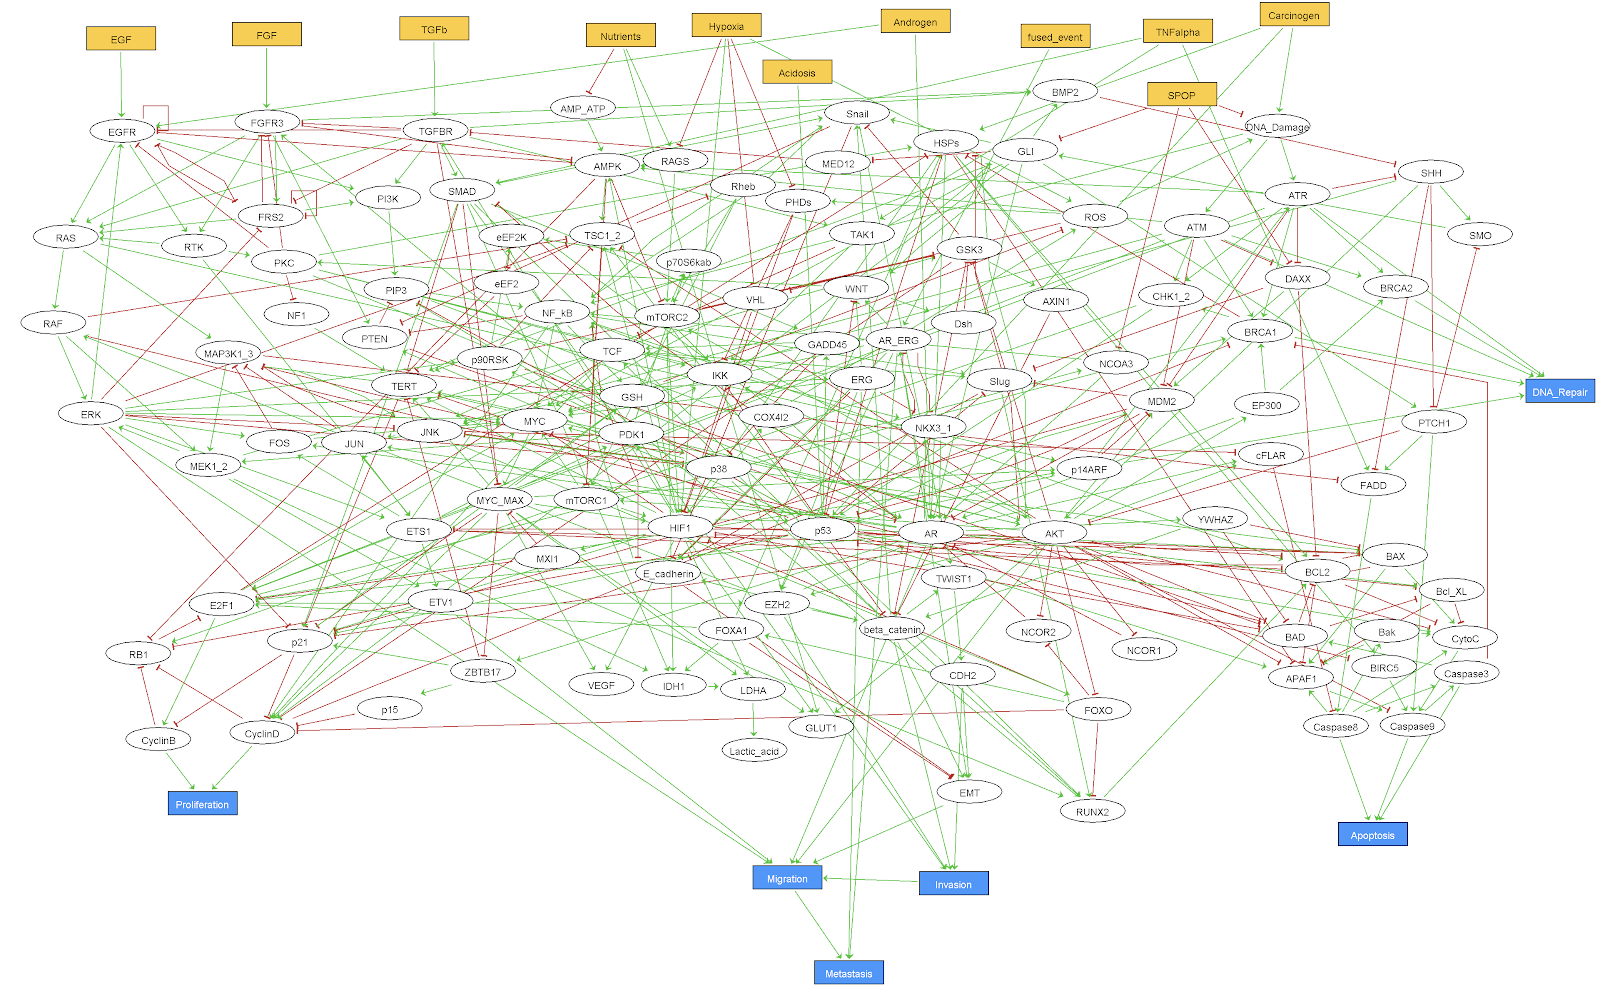 EGF
FGF
TGFb
Nutrients
Hypoxia
Androgen
fused_event
TNFalpha
Carcinogen
Acidosis
SPOP
AMP_ATP
BMP2
EGFR
FGFR3
TGFBR
Snail
DNA_Damage
HSPs
GLI
AMPK
RAGS
MED12
SHH
SMAD
Rheb
PI3K
PHDs
ATR
FRS2
ROS
ATM
RAS
RTK
eEF2K
TSC1_2
TAK1
GSK3
SMO
PKC
p70S6kab
DAXX
PIP3
eEF2
WNT
BRCA2
VHL
AXIN1
CHK1_2
NF1
NF_kB
mTORC2
RAF
PTEN
Dsh
BRCA1
MAP3K1_3
TCF
GADD45
AR_ERG
p90RSK
NCOA3
TERT
IKK
ERG
Slug
DNA_Repair
GSH
MDM2
EP300
ERK
COX4I2
MYC
NKX3_1
PTCH1
FOS
JUN
JNK
PDK1
MEK1_2
p38
p14ARF
cFLAR
FADD
MYC_MAX
mTORC1
ETS1
HIF1
p53
AR
AKT
YWHAZ
MXI1
BAX
E_cadherin
TWIST1
BCL2
Bcl_XL
E2F1
ETV1
EZH2
RB1
p21
FOXA1
beta_catenin
NCOR2
NCOR1
BAD
Bak
CytoC
ZBTB17
VEGF
IDH1
LDHA
CDH2
APAF1
BIRC5
Caspase3
p15
FOXO
CyclinB
CyclinD
GLUT1
Caspase8
Caspase9
Lactic_acid
EMT
RUNX2
Proliferation
Apoptosis
Migration
Invasion
Metastasis